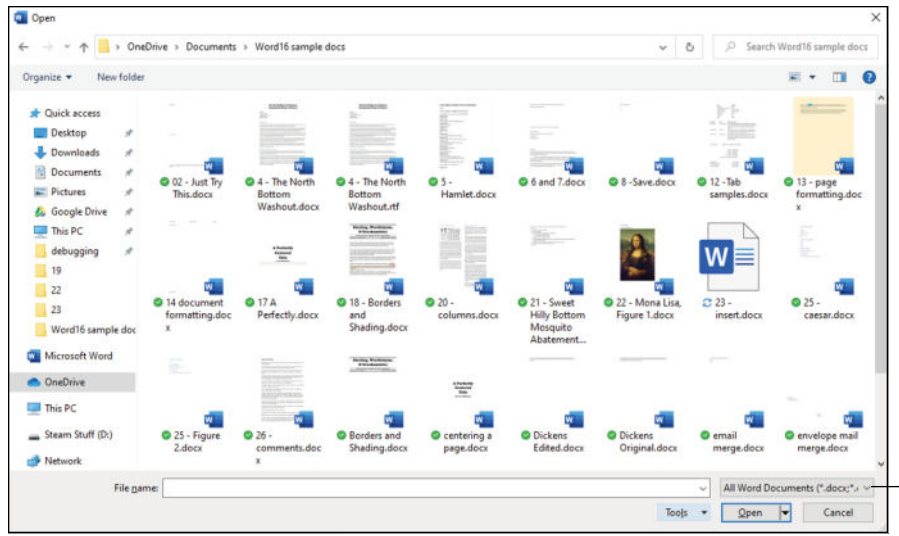 Open
OneDrive › Documents › Word16 sample docs
Search Word16 sample docs
Organize
New folder
Quick access
Desktop
Downloads
Documents
Pictures
Google Drive
This PC
debugging
19
22
23
Word16 sample doc
Microsoft Word
OneDrive
This PC
Steam Stuff (D:)
Network
02 - Just Try
This.docx
4 - The North
Bottom
Washout.docx
4 - The North
Bottom
Washout.rtf
5 -
Hamlet.docx
6 and 7.docx
8 -Save.docx
12 -Tab
samples.docx
13 - page
formatting.doc
x
14 document
formatting.doc
x
17 A
Perfectly.docx
18 - Borders
and
Shading.docx
20 -
columns.docx
21 - Sweet
Hilly Bottom
Mosquito
Abatement...
22 - Mona Lisa,
Figure 1.docx
23 -
insert.docx
25 -
caesar.docx
25 - Figure
2.docx
26 -
comments.doc
x
Borders and
Shading.docx
centering a
page.docx
Dickens
Edited.docx
Dickens
Original.docx
email
merge.docx
envelope mail
merge.docx
File name:
All Word Documents (*.docx;*.
Tools
Open
Cancel